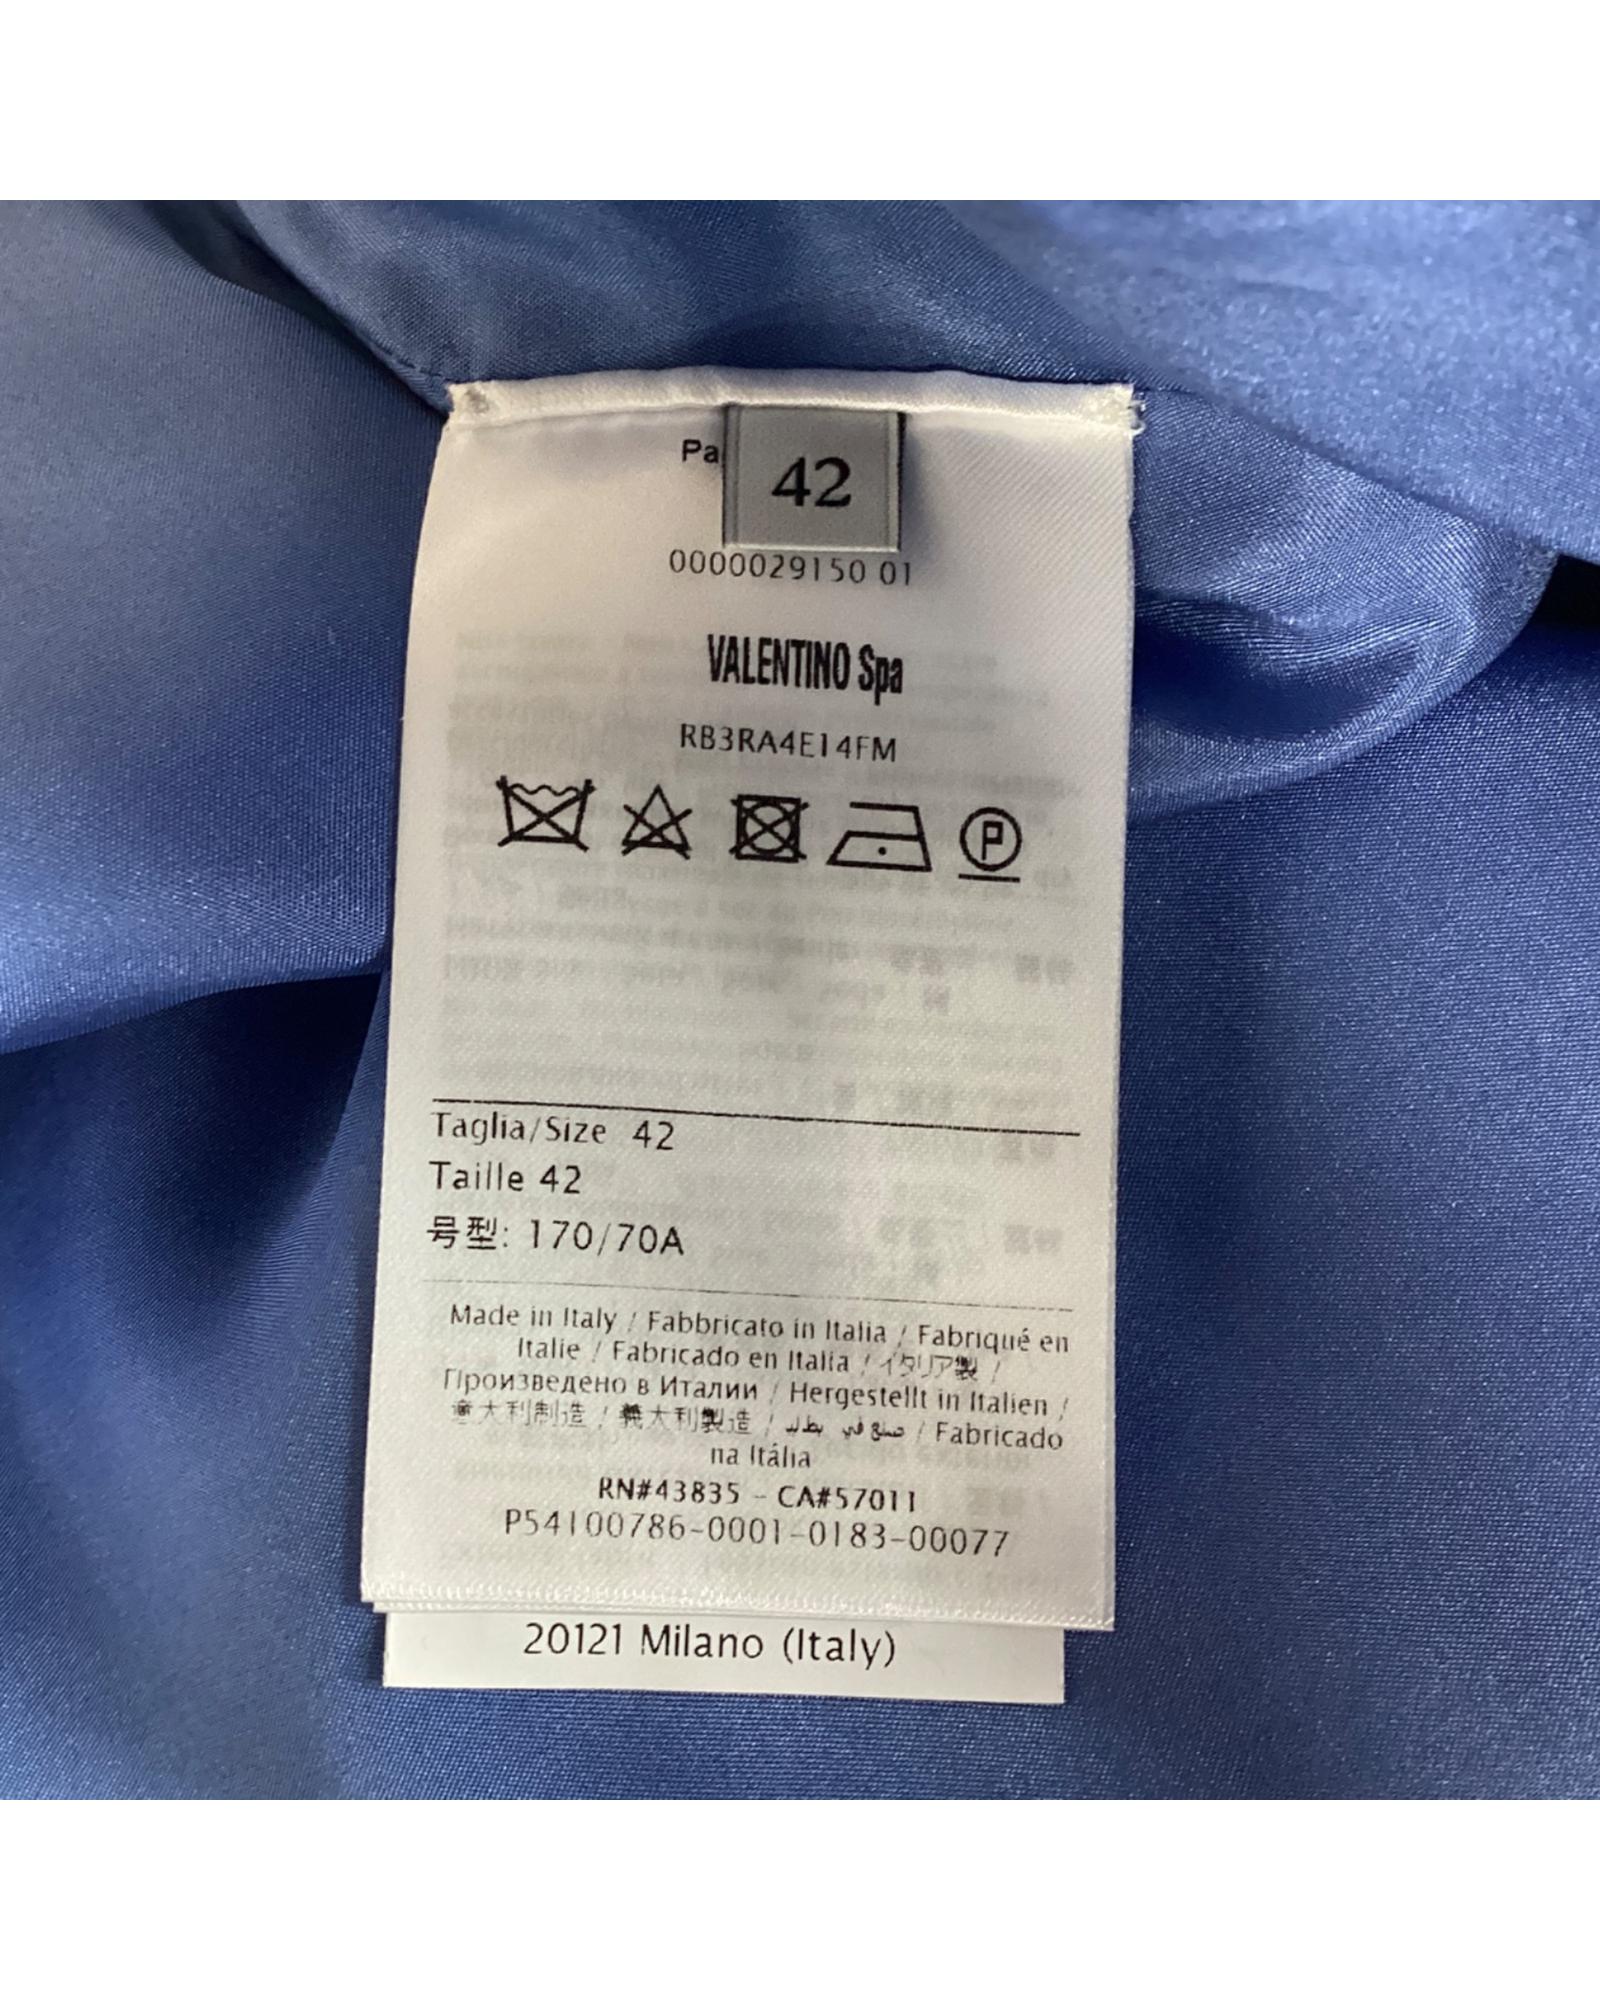 Pa
42
0000029150 01
VALENTINO Spa
RB3RA4E14FM
P
Taglia/Size 42
Taille 42
号型: 170/70A
Made in Italy / Fabbricato in Italia / Fabriqué en
Italie / Fabricado en Italia / イタリア製 /
Произведено в Италии / Hergestellt in Italien /
意大利制造 / 義大利製造 / صنع في / Fabricado
na Itália
RN#43835 - CA#57011
P54100786-0001-0183-00077
20121 Milano (Italy)